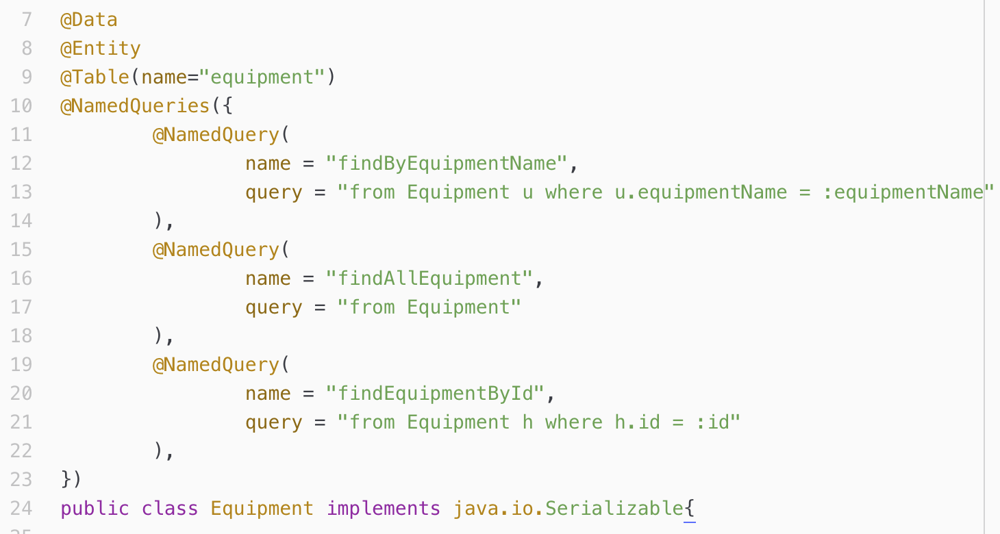 7 @Data
8 @Entity
9 @Table(name="equipment")
10 @NamedQueries({
11 @NamedQuery(
12 name = "findByEquipmentName",
13 query = "from Equipment u where u.equipmentName = :equipmentName"
14 ),
15 @NamedQuery(
16 name = "findAllEquipment",
17 query = "from Equipment"
18 ),
19 @NamedQuery(
20 name = "findEquipmentById",
21 query = "from Equipment h where h.id = :id"
22 ),
23 })
24 public class Equipment implements java.io.Serializable{